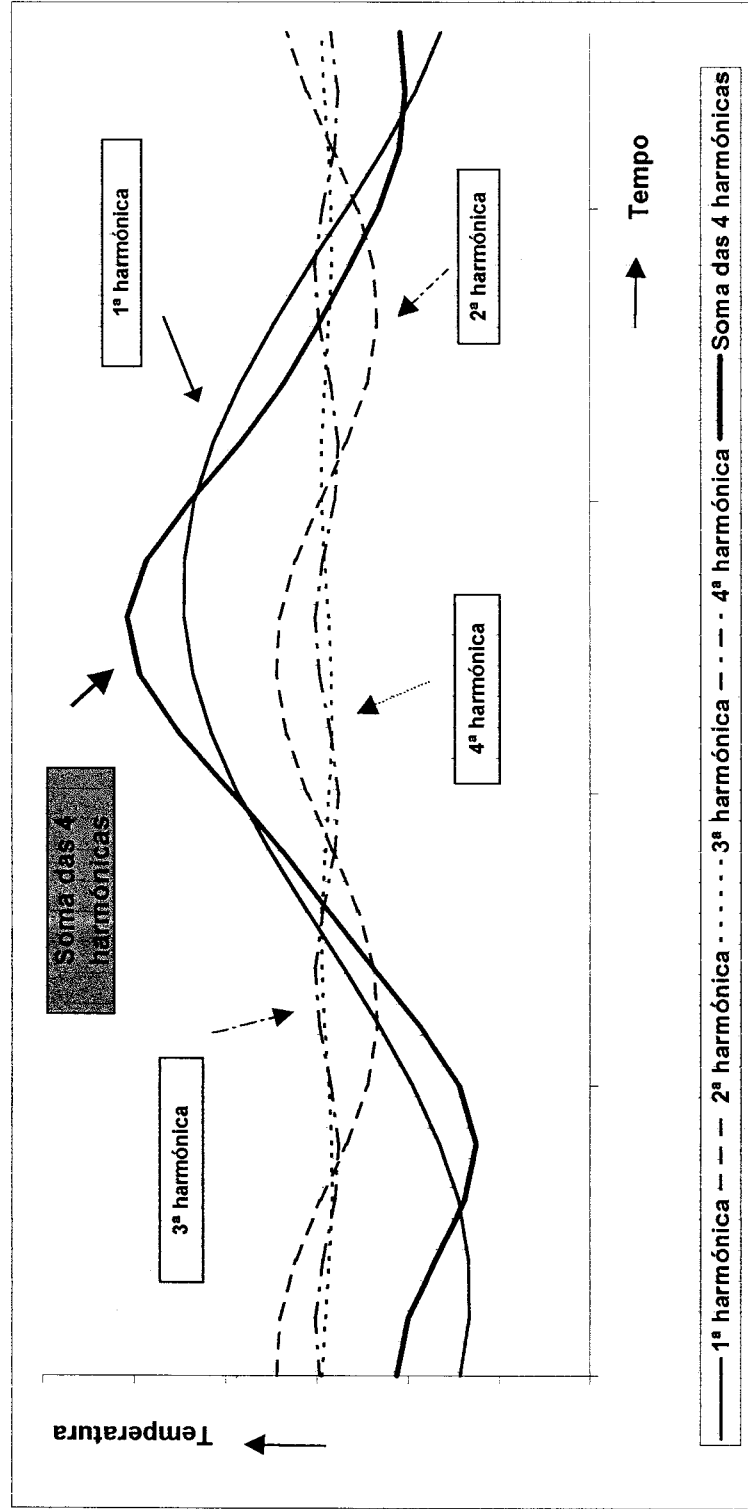 Temperatura
Soma das 4
harmónicas
1ª harmónica
3ª harmónica
4ª harmónica
2ª harmónica
Tempo
1ª harmónica
2ª harmónica
3ª harmónica
4ª harmónica
Soma das 4 harmónicas